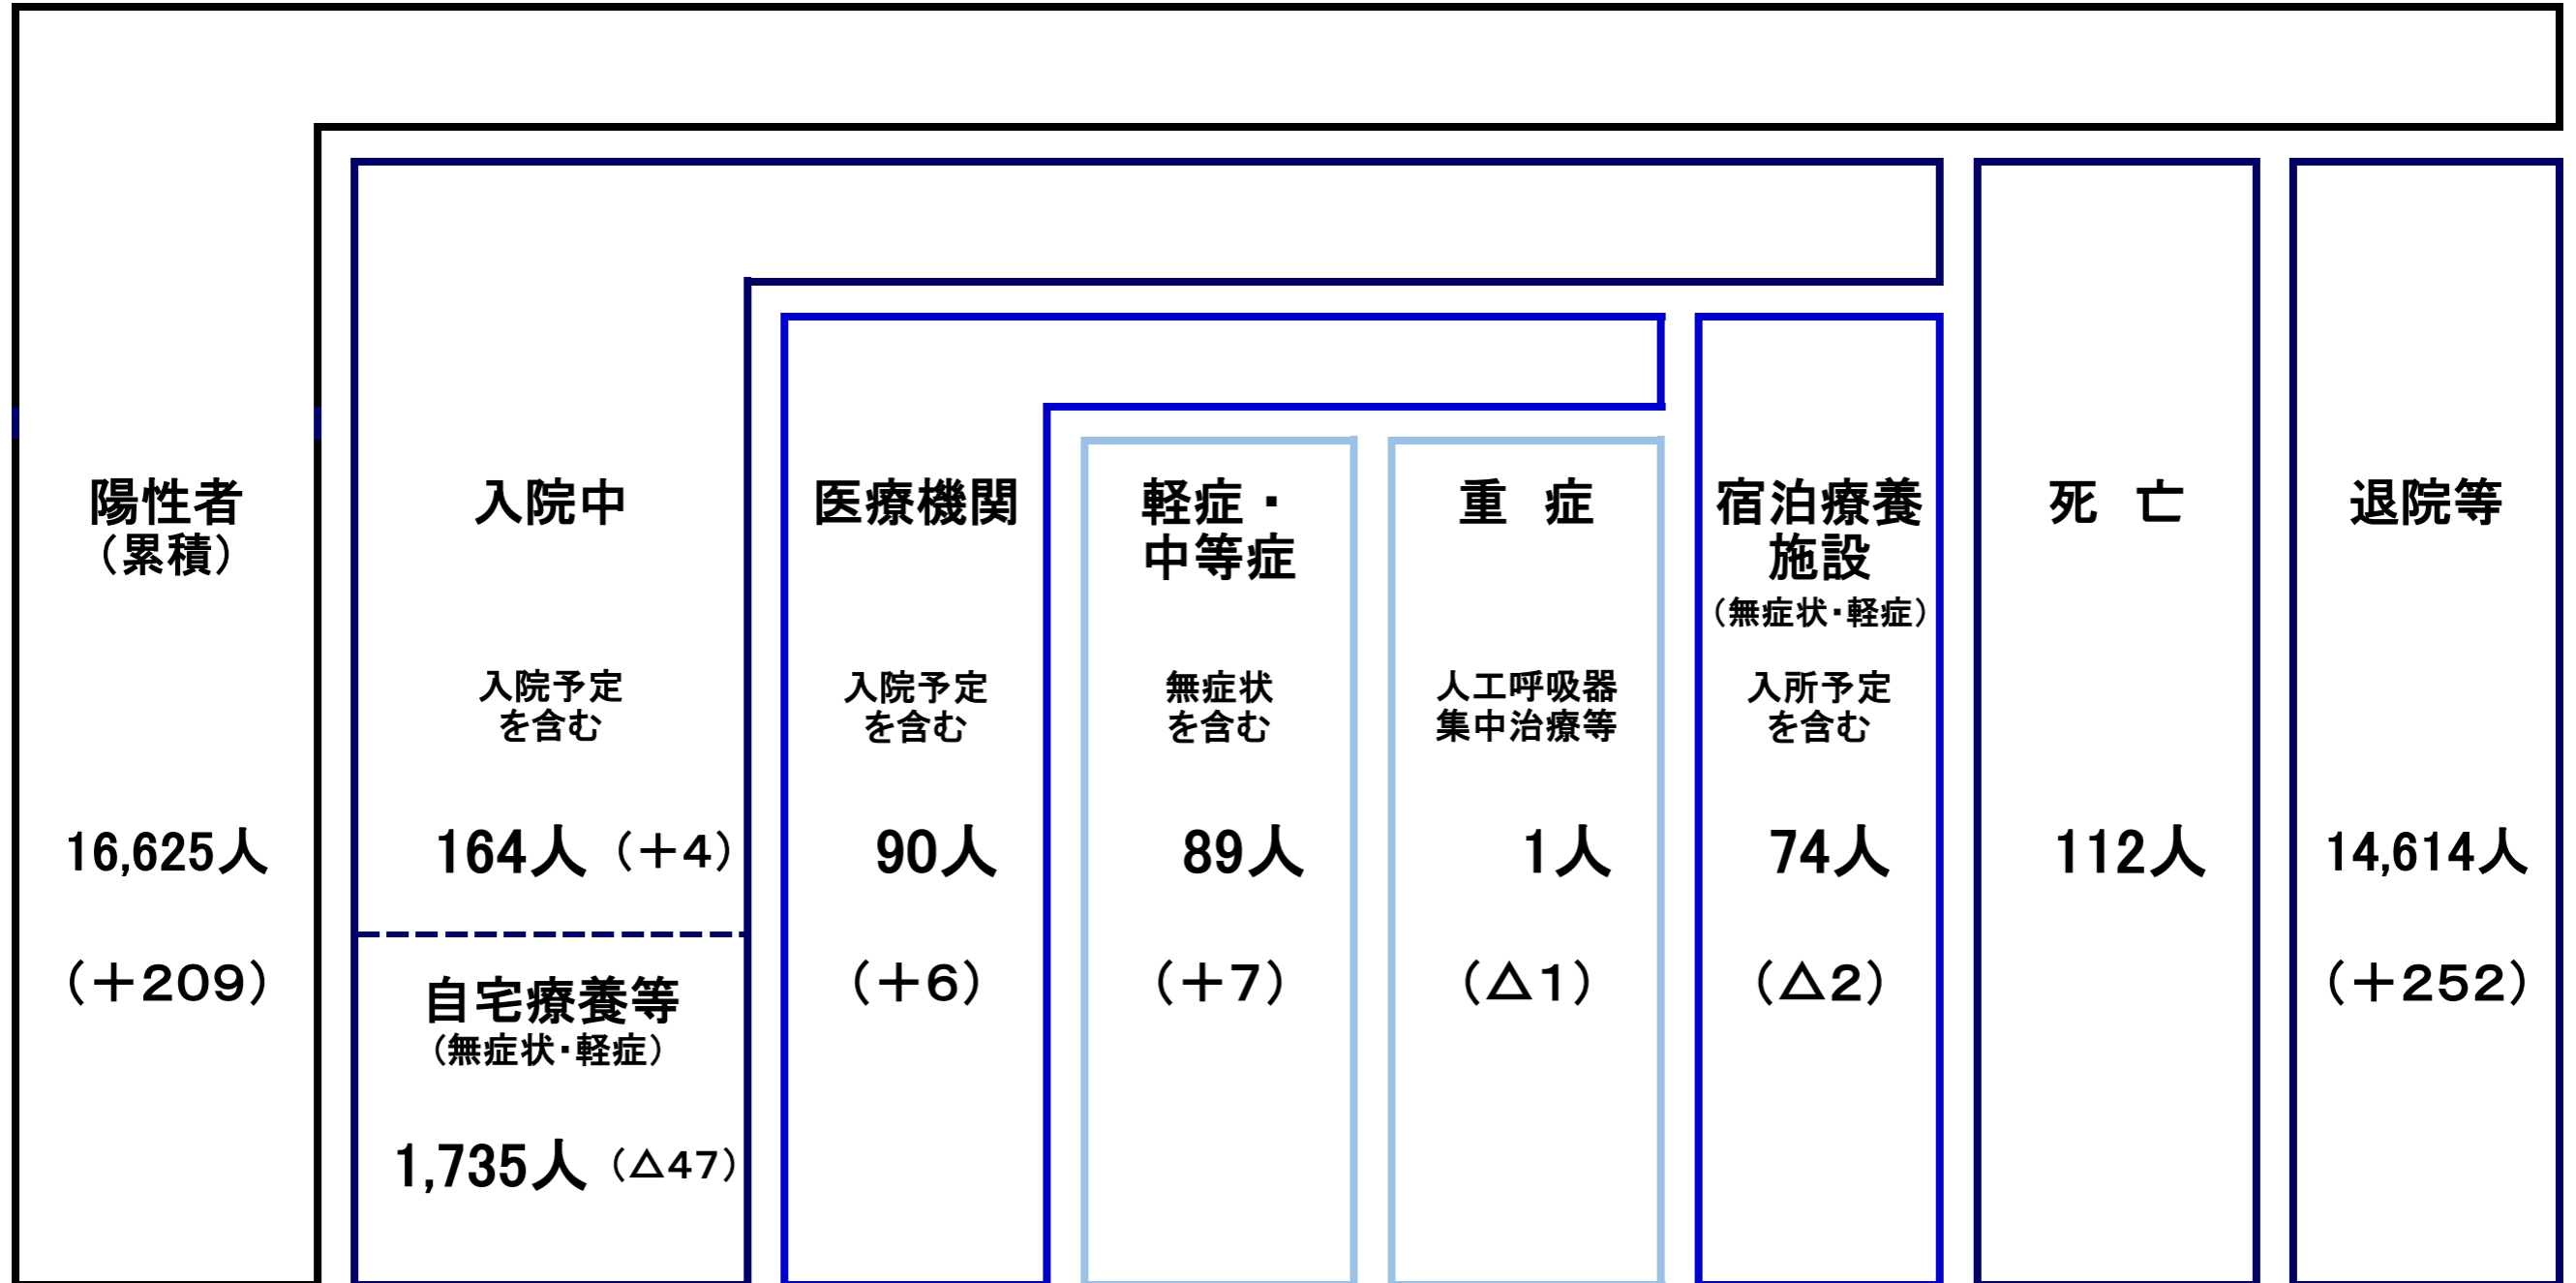 陽性者
（累積）
16,625人
（＋209）
入院中
入院予定
を含む
164人（＋4）
自宅療養等
（無症状・軽症）
1,735人（△47）
医療機関
入院予定
を含む
90人
（＋6）
軽症・
中等症
無症状
を含む
89人
（＋7）
重　症
人工呼吸器
集中治療等
1人
（△1）
宿泊療養
施設
（無症状・軽症）
入所予定
を含む
74人
（△2）
死　亡
112人
退院等
14,614人
（＋252）